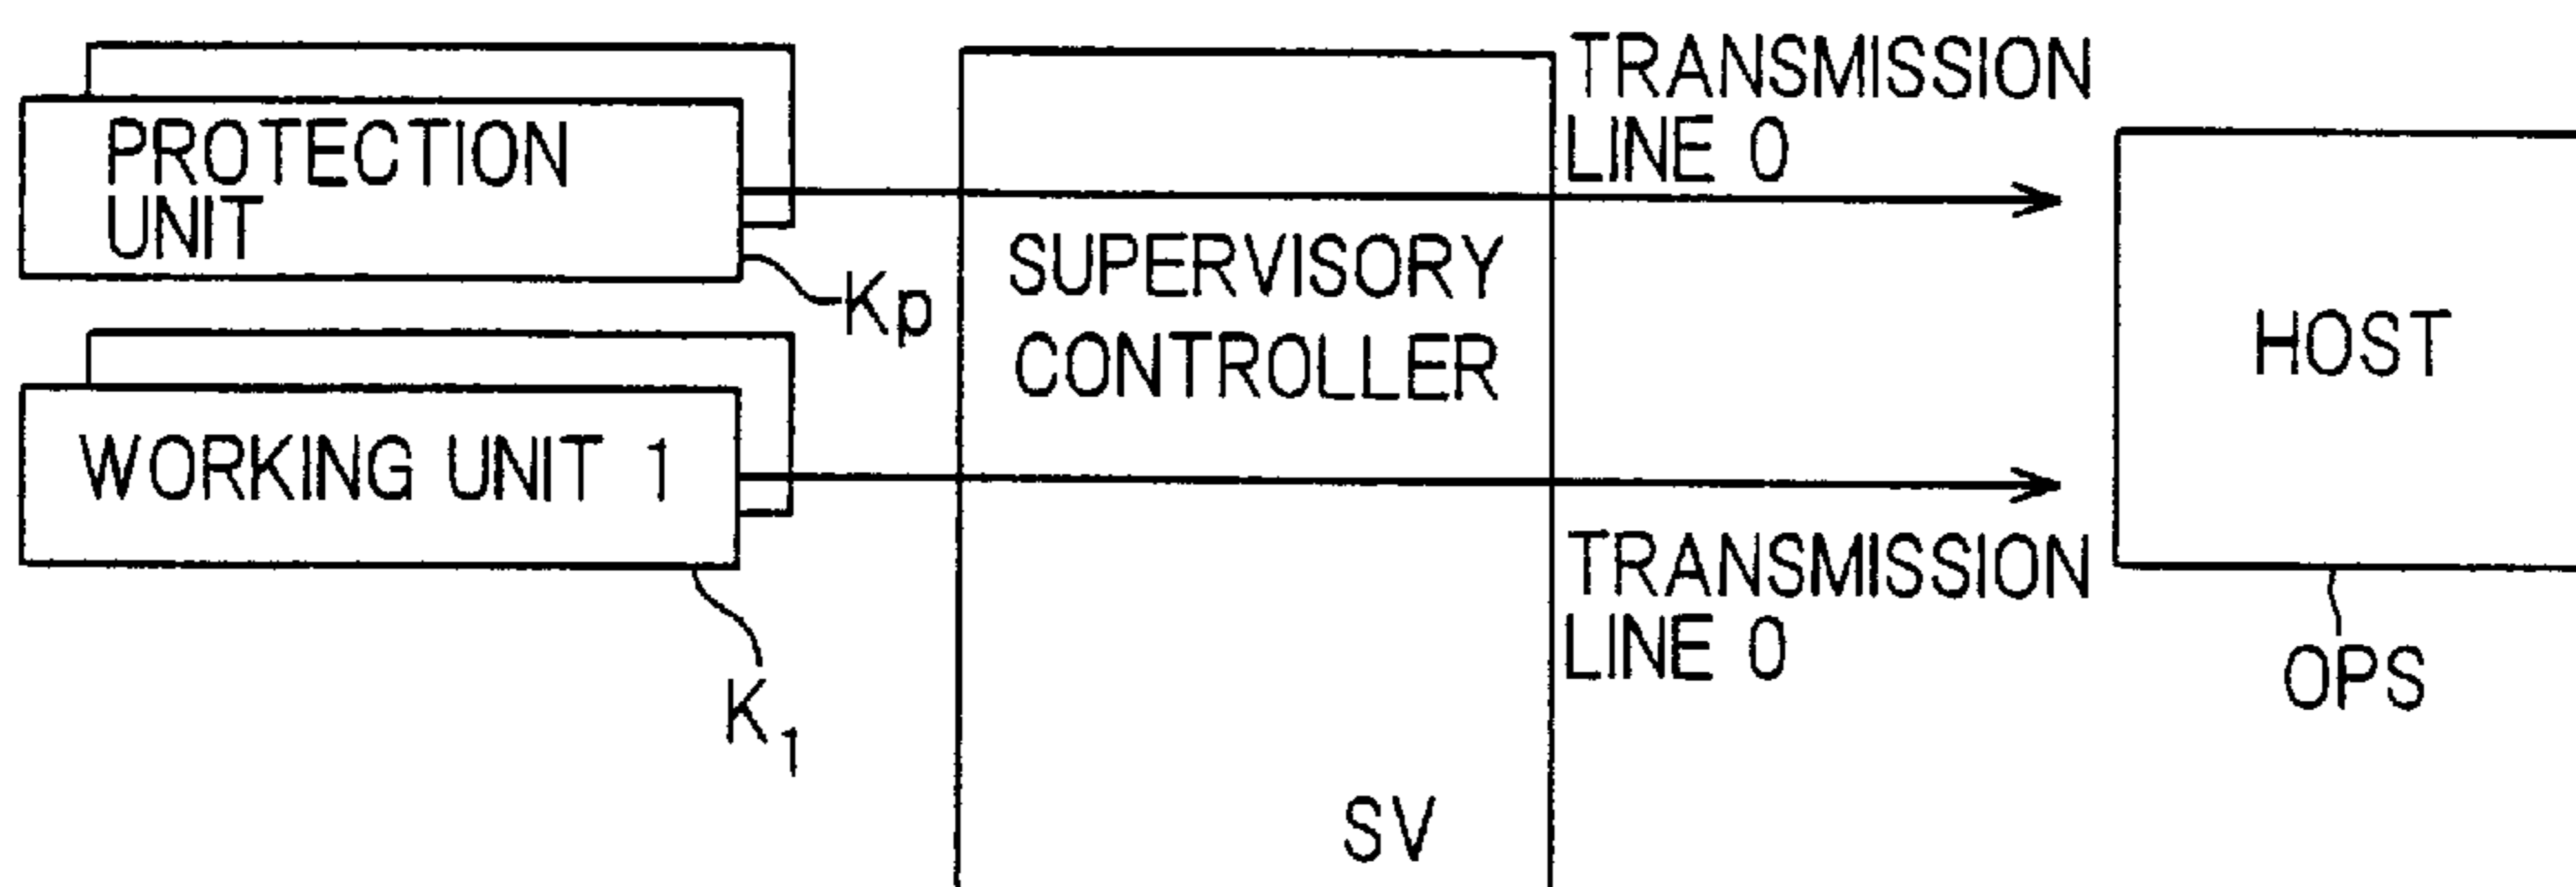 PROTECTION
UNIT
Kp
WORKING UNIT 1
K1
SUPERVISORY
CONTROLLER
SV
TRANSMISSION
LINE 0
TRANSMISSION
LINE 0
HOST
OPS